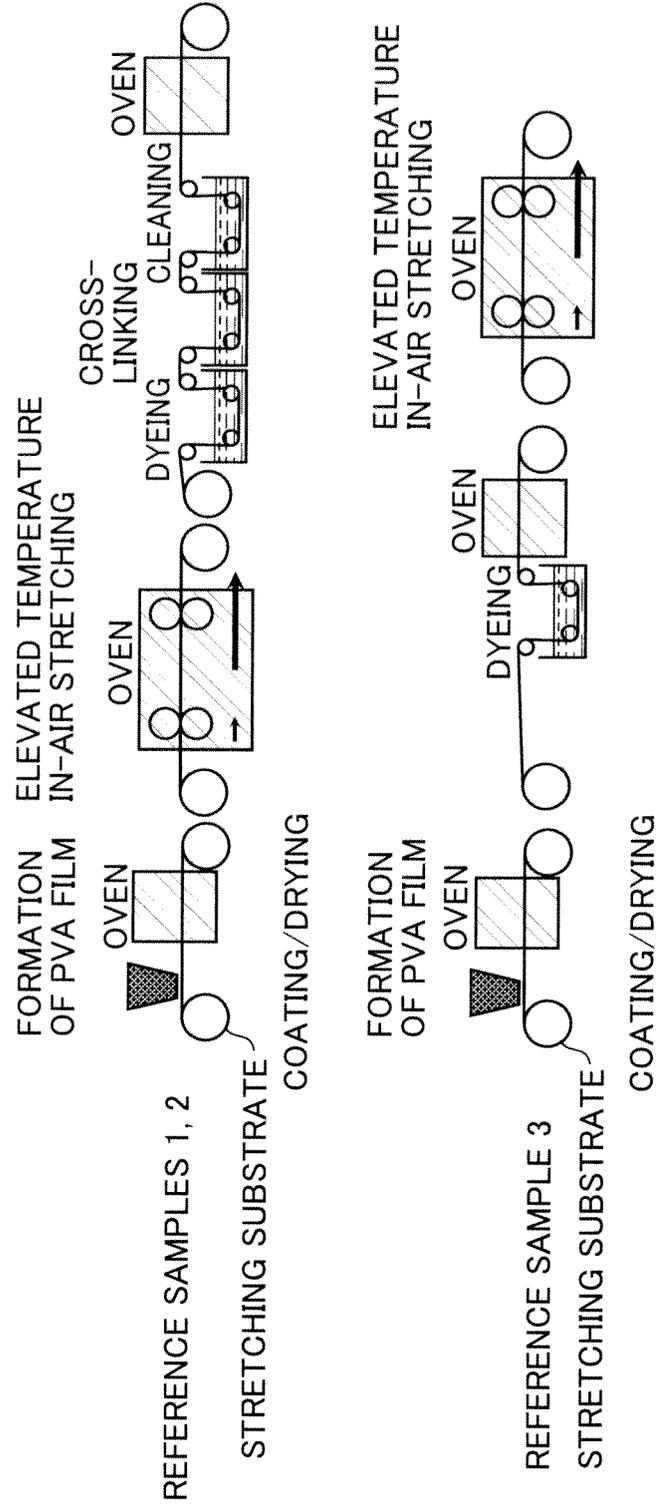 REFERENCE SAMPLES 1, 2
STRETCHING SUBSTRATE
COATING/DRYING
FORMATION
OF PVA FILM
OVEN
ELEVATED TEMPERATURE
IN-AIR STRETCHING
OVEN
DYEING
CROSS-
LINKING
CLEANING
OVEN
REFERENCE SAMPLE 3
STRETCHING SUBSTRATE
COATING/DRYING
FORMATION
OF PVA FILM
OVEN
DYEING
OVEN
ELEVATED TEMPERATURE
IN-AIR STRETCHING
OVEN